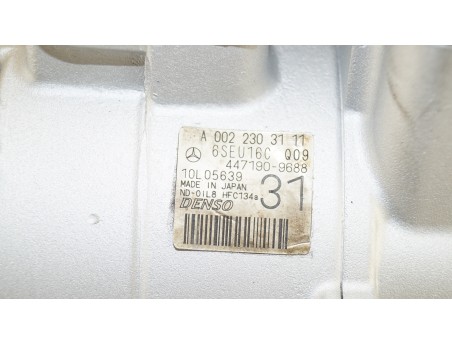 A 002 230 31 11
6SEU16C Q09
447190-9688
10L05639
MADE IN JAPAN
ND-OIL8 HFC134a
31
DENSO